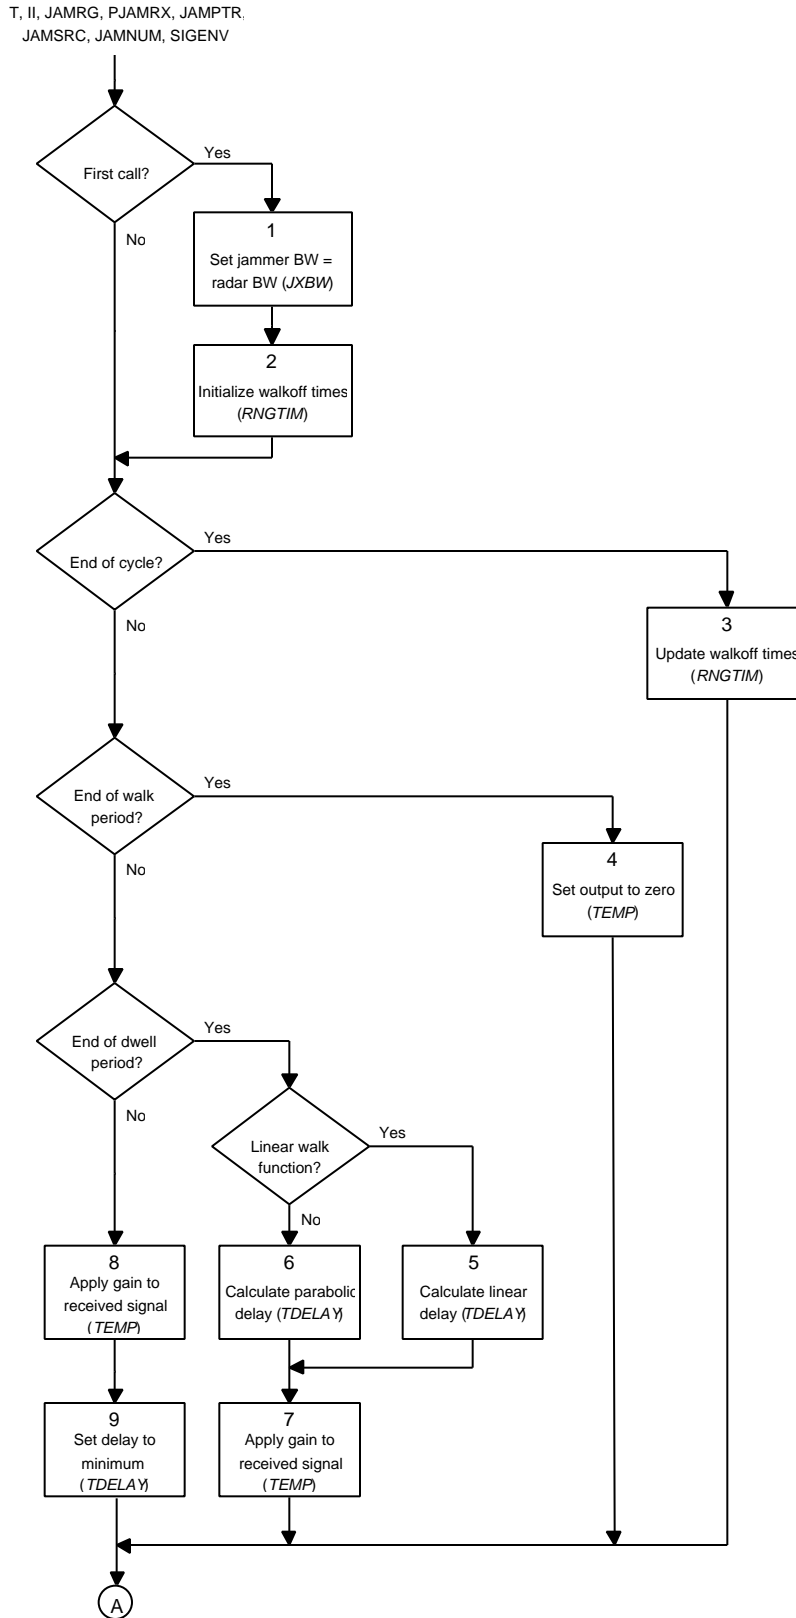 T, II, JAMRG, PJAMRX, JAMPTR,
JAMSRC, JAMNUM, SIGENV
First call?
Yes
No
1
Set jammer BW =
radar BW (JXBW)
2
Initialize walkoff times
(RNGTIM)
End of cycle?
Yes
No
3
Update walkoff times
(RNGTIM)
End of walk
period?
Yes
No
4
Set output to zero
(TEMP)
End of dwell
period?
Yes
No
Linear walk
function?
Yes
No
8
Apply gain to
received signal
(TEMP)
6
Calculate parabolic
delay (TDELAY)
5
Calculate linear
delay (TDELAY)
9
Set delay to
minimum
(TDELAY)
7
Apply gain to
received signal
(TEMP)
A